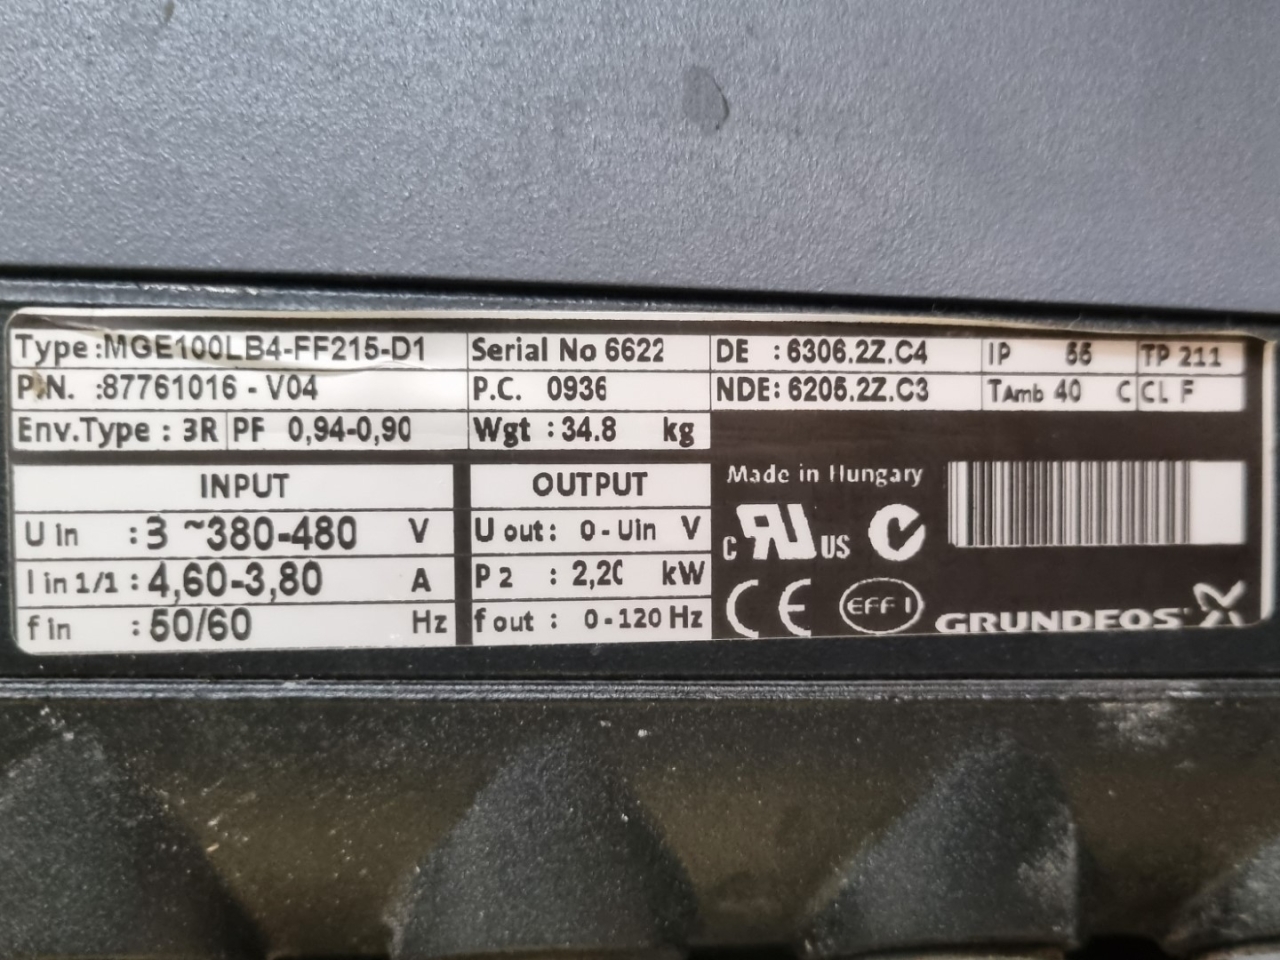 Type :MGE100LB4-FF215-D1 Serial No 6622 DE : 6306.2Z.C4 IP 55 TP 211
P.N. :87761016 - V04 P.C. 0936 NDE: 6205.2Z.C3 TAmb 40 C CL F
Env.Type : 3R PF 0,94-0,90 Wgt : 34.8 kg
INPUT OUTPUT Made in Hungary
U in : 3 ~380-480 V U out: 0 - Uin V
c RU US
I in 1/1 : 4,60-3,80 A P 2 : 2,20 kW
CE EFF 1
f in : 50/60 Hz f out : 0-120 Hz GRUNDFOS